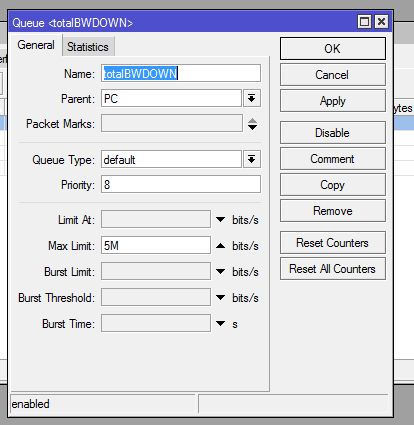 Queue <totalBWDOWN>
General Statistics
Name: totalBWDOWN
Parent: PC
Packet Marks:
Queue Type: default
Priority: 8
Limit At: bits/s
Max Limit: 5M bits/s
Burst Limit: bits/s
Burst Threshold: bits/s
Burst Time: s
OK
Cancel
Apply
Disable
Comment
Copy
Remove
Reset Counters
Reset All Counters
ytes
enabled